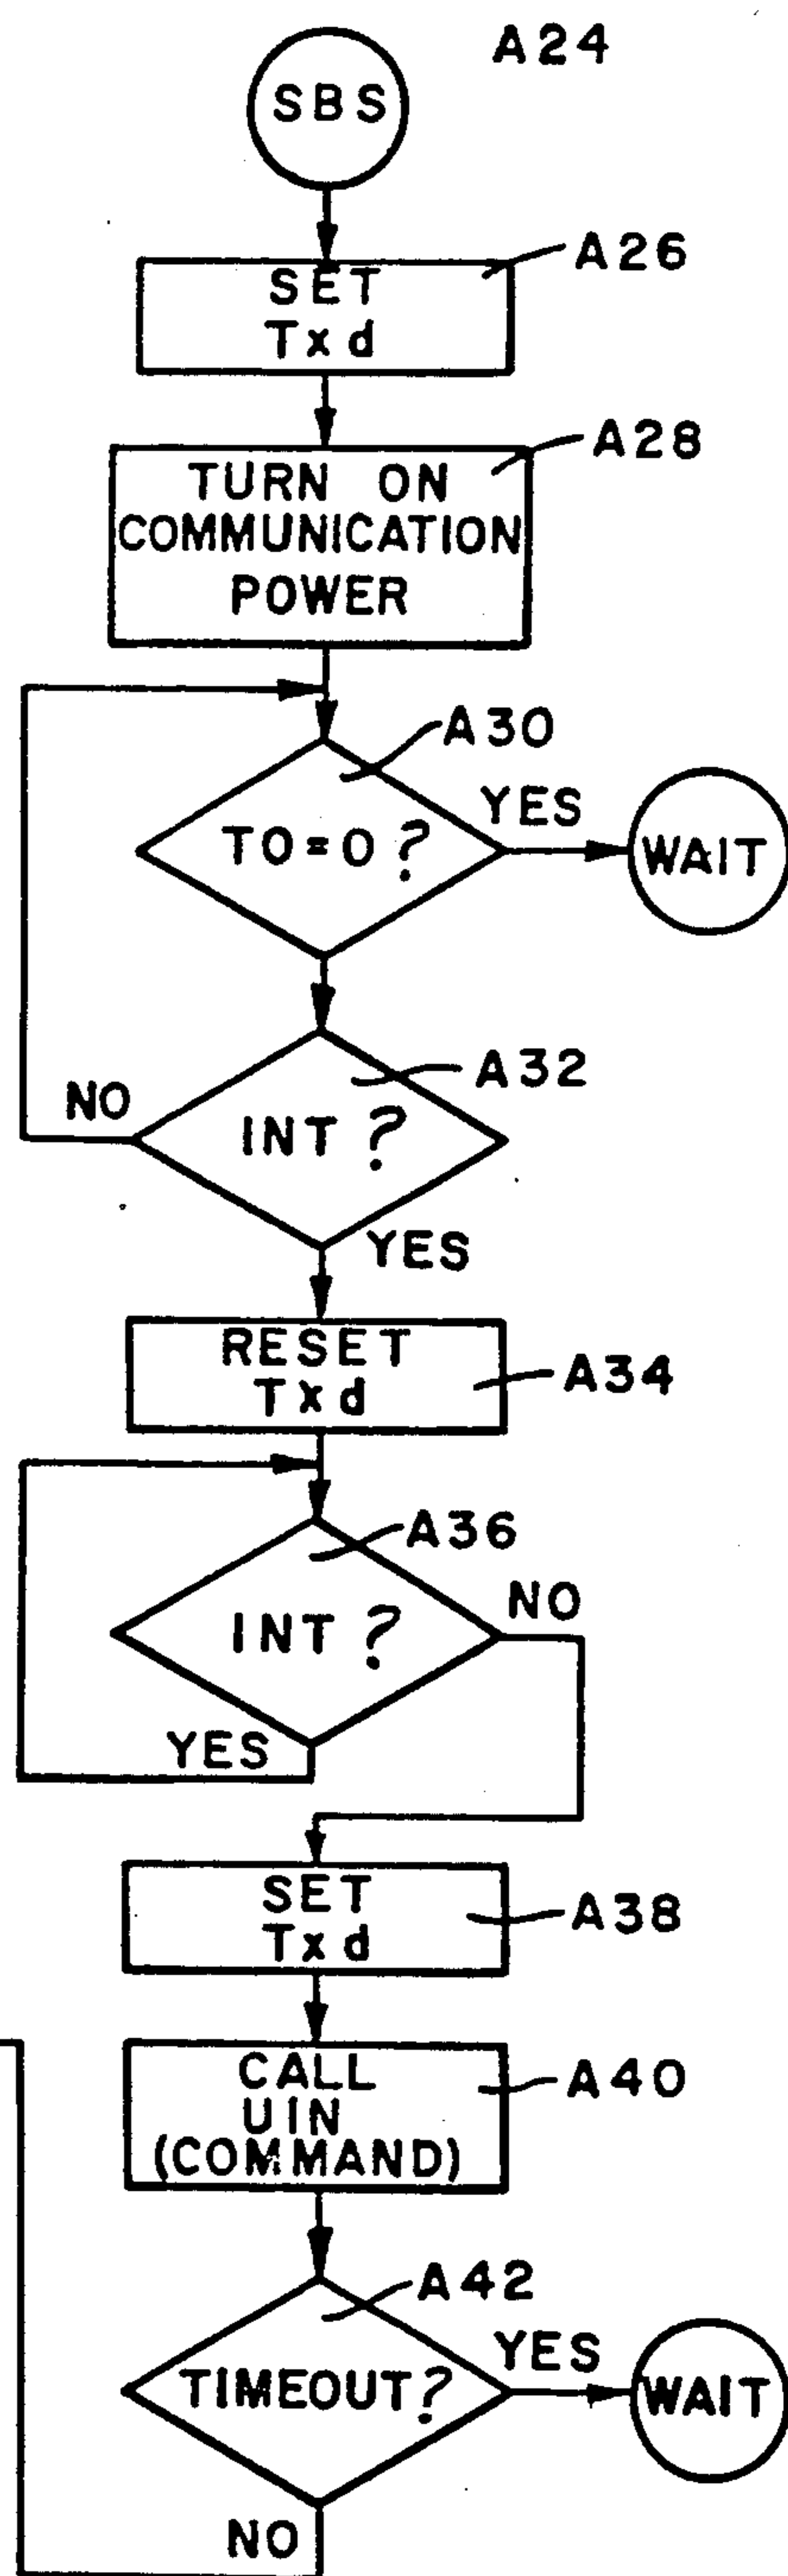 A24
SBS
A26
SET
Txd
A28
TURN ON
COMMUNICATION
POWER
A30
YES
TO=0?
WAIT
A32
NO
INT?
YES
RESET
Txd
A34
A36
NO
INT?
YES
SET
Txd
A38
CALL
UIN
(COMMAND)
A40
A42
YES
TIMEOUT?
WAIT
NO